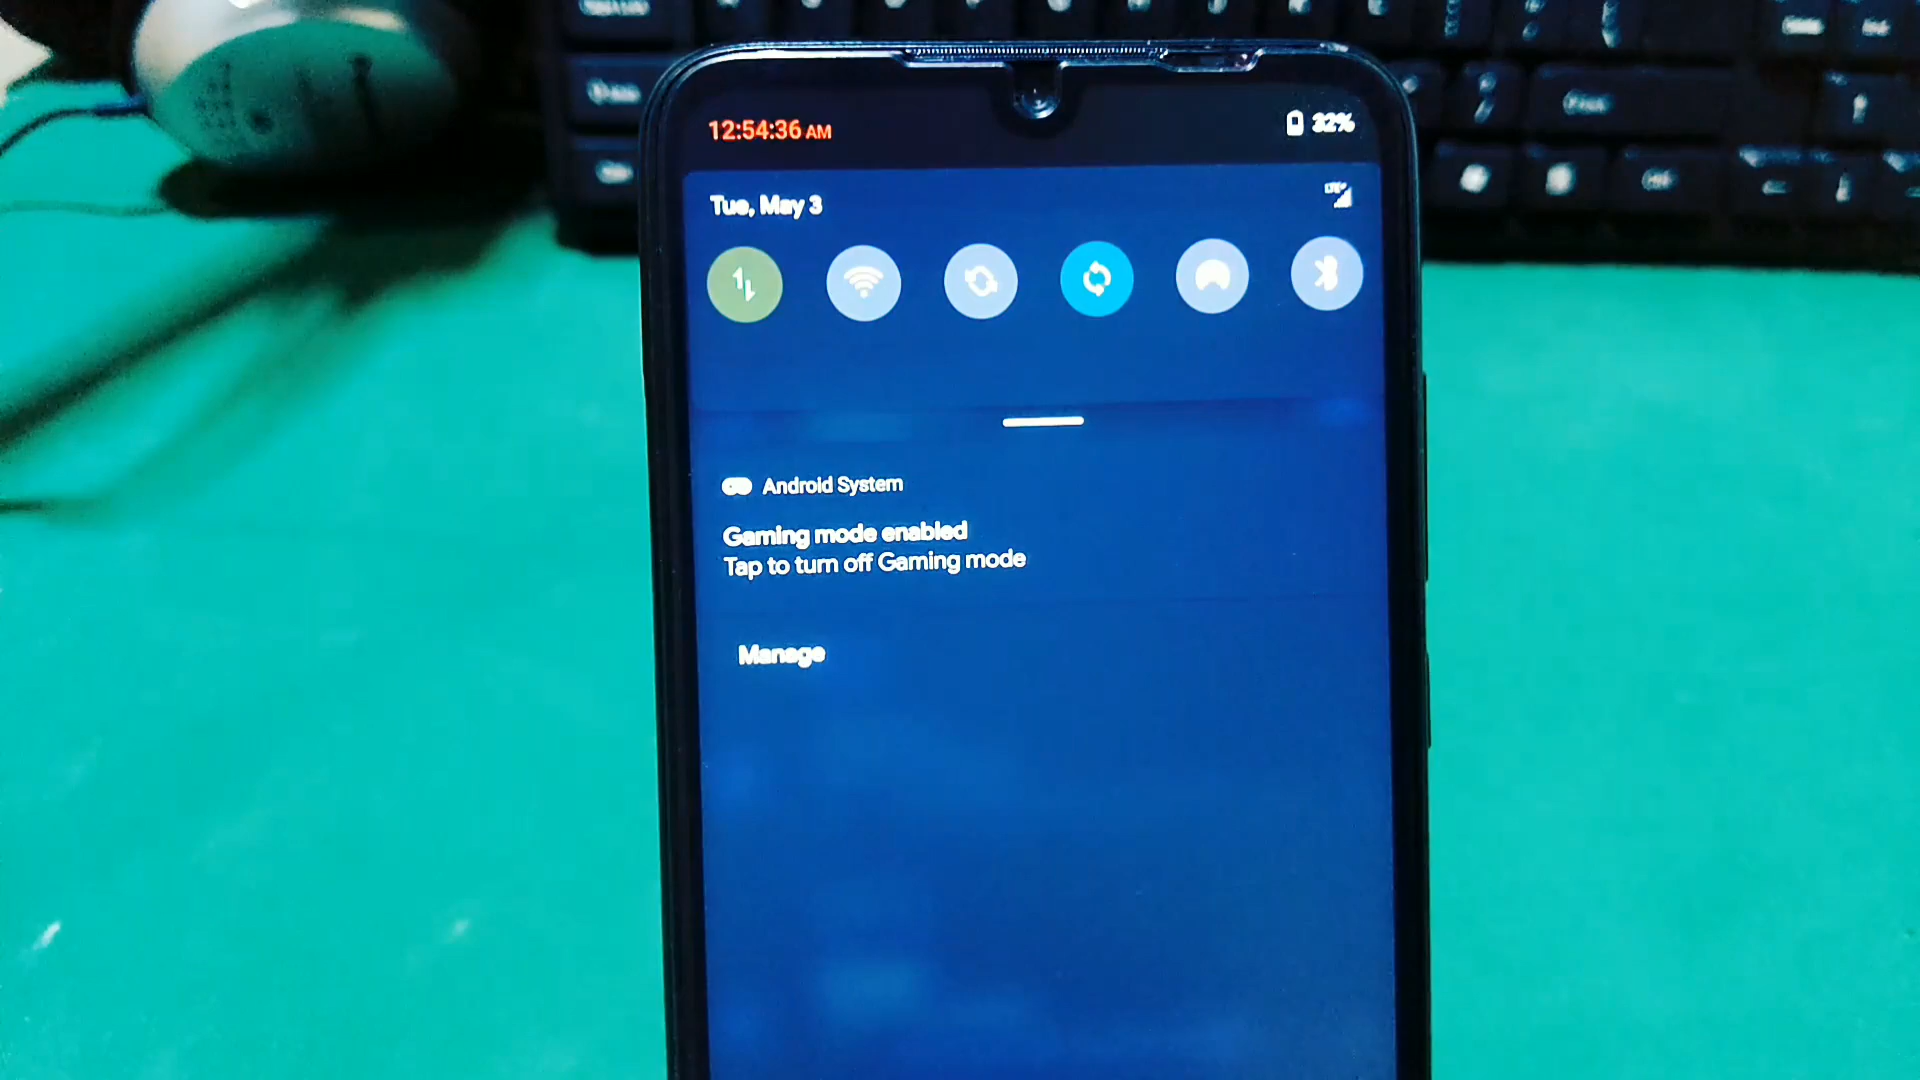 12:54:36 AM
32%
Tue, May 3
Android System
Gaming mode enabled
Tap to turn off Gaming mode
Manage